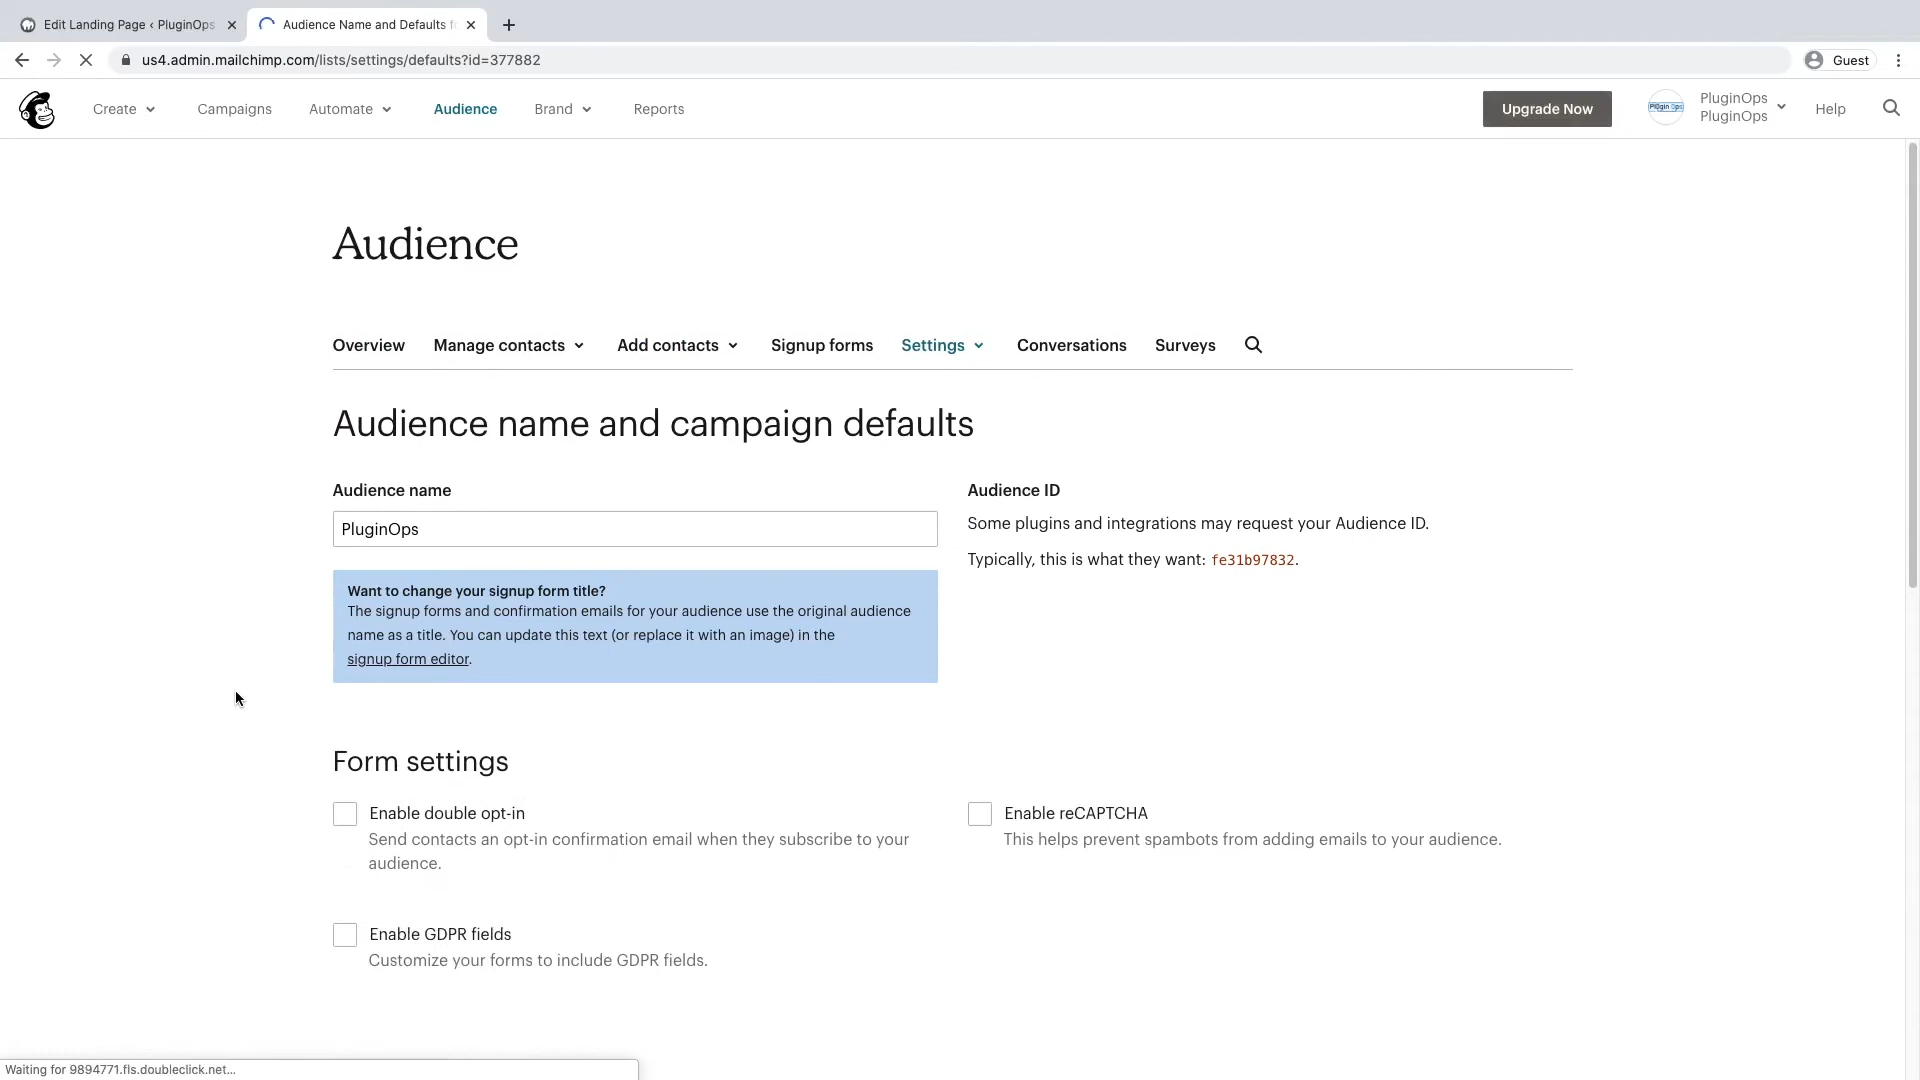 Edit Landing Page ‹ PluginOps
Audience Name and Defaults f
us4.admin.mailchimp.com/lists/settings/defaults?id=377882
Guest
Create
Campaigns
Automate
Audience
Brand
Reports
Upgrade Now
Plugin Ops
PluginOps
PluginOps
Help
Audience
Overview
Manage contacts
Add contacts
Signup forms
Settings
Conversations
Surveys
Audience name and campaign defaults
Audience name
PluginOps
Want to change your signup form title?
The signup forms and confirmation emails for your audience use the original audience
name as a title. You can update this text (or replace it with an image) in the
signup form editor.
Audience ID
Some plugins and integrations may request your Audience ID.
Typically, this is what they want: fe31b97832.
Form settings
Enable double opt-in
Send contacts an opt-in confirmation email when they subscribe to your
audience.
Enable reCAPTCHA
This helps prevent spambots from adding emails to your audience.
Enable GDPR fields
Customize your forms to include GDPR fields.
Waiting for 9894771.fls.doubleclick.net...